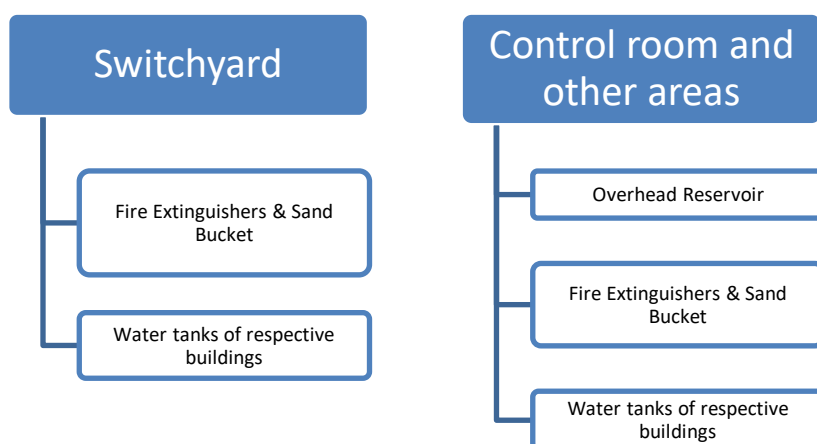 Switchyard
Fire Extinguishers & Sand
Bucket
Water tanks of respective
buildings
Control room and
other areas
Overhead Reservoir
Fire Extinguishers & Sand
Bucket
Water tanks of respective
buildings